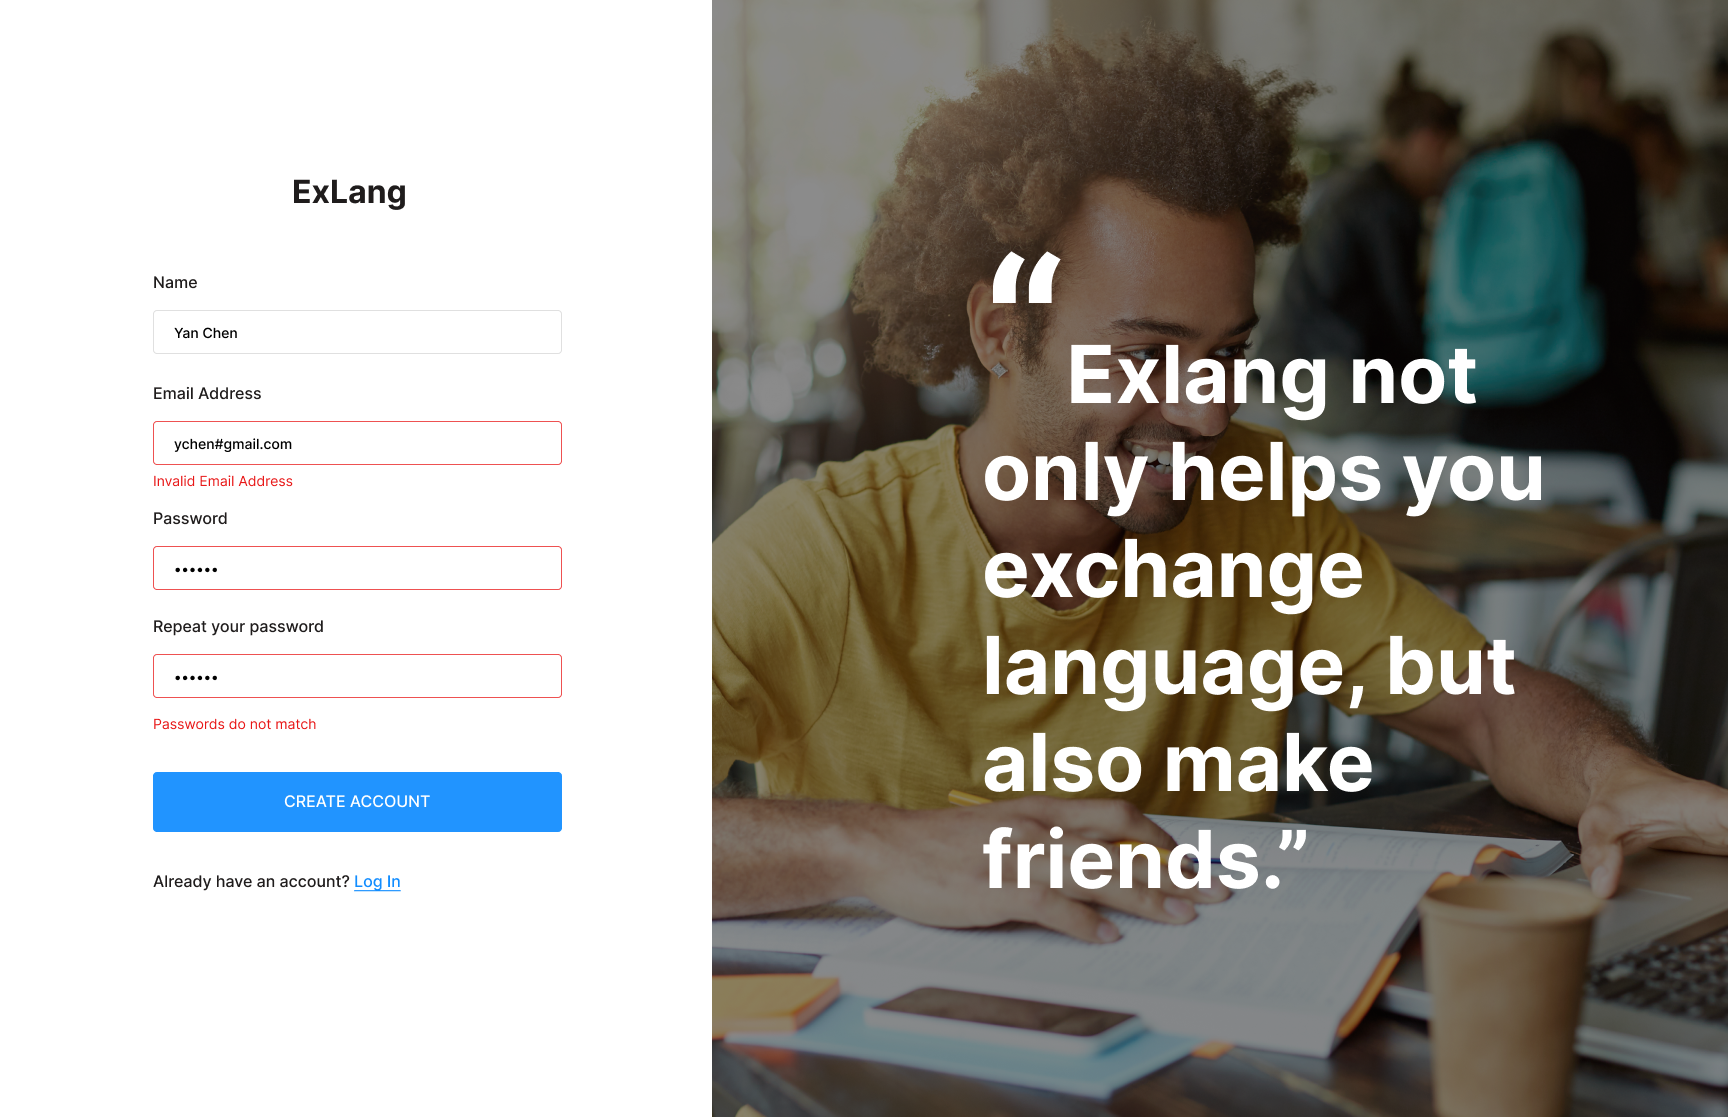 ExLang
Name
Yan Chen
Email Address
ychen#gmail.com
Invalid Email Address
Password
••••••
Repeat your password
••••••
Passwords do not match
CREATE ACCOUNT
Already have an account? Log In
“
Exlang not
only helps you
exchange
language, but
also make
friends.”